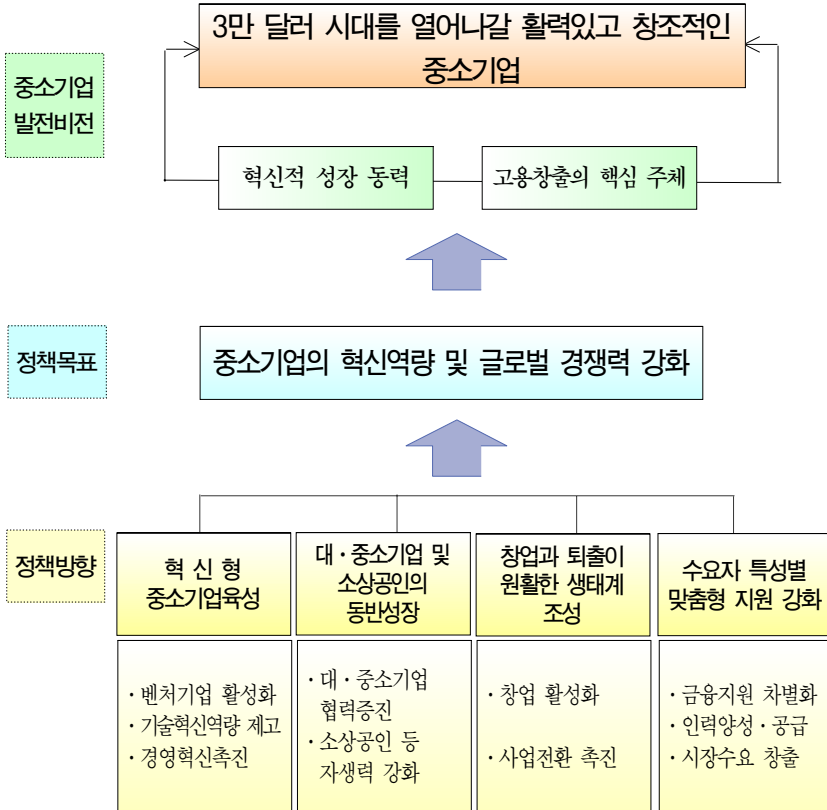 3만 달러 시대를 열어나갈 활력있고 창조적인
중소기업
중소기업
발전비전
혁신적 성장 동력
고용창출의 핵심 주체
정책목표
중소기업의 혁신역량 및 글로벌 경쟁력 강화
정책방향
혁 신 형
중소기업육성
대·중소기업 및
소상공인의
동반성장
창업과 퇴출이
원활한 생태계
조성
수요자 특성별
맞춤형 지원 강화
·벤처기업 활성화
·기술혁신역량 제고
·경영혁신촉진
·대·중소기업
협력증진
·소상공인 등
자생력 강화
·창업 활성화
·사업전환 촉진
·금융지원 차별화
·인력양성·공급
·시장수요 창출